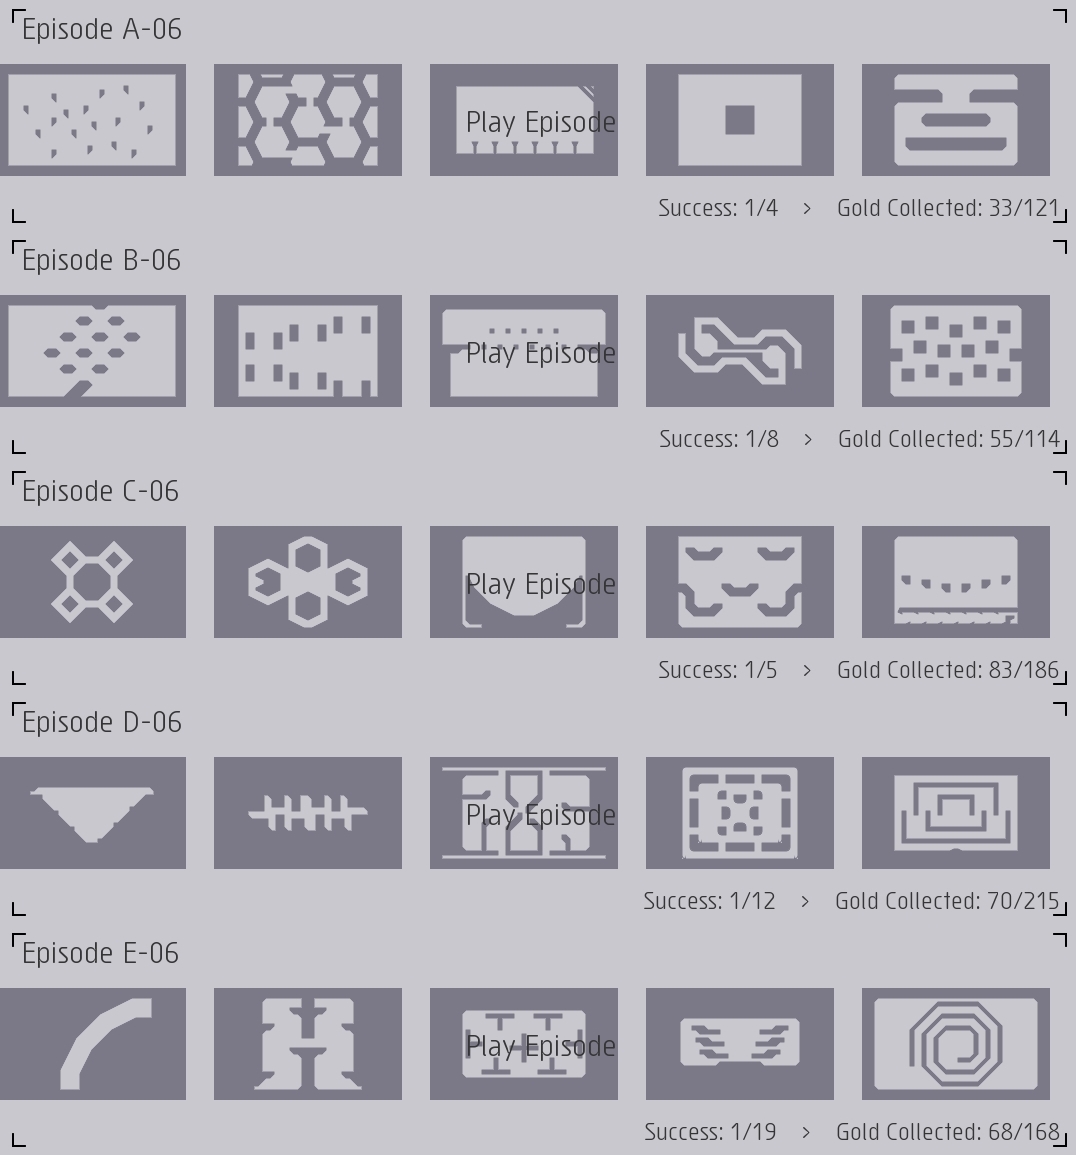 Episode A-06
Play Episode
Success: 1/4 > Gold Collected: 33/121
Episode B-06
Play Episode
Success: 1/8 > Gold Collected: 55/114
Episode C-06
Play Episode
Success: 1/5 > Gold Collected: 83/186
Episode D-06
Play Episode
Success: 1/12 > Gold Collected: 70/215
Episode E-06
Play Episode
Success: 1/19 > Gold Collected: 68/168